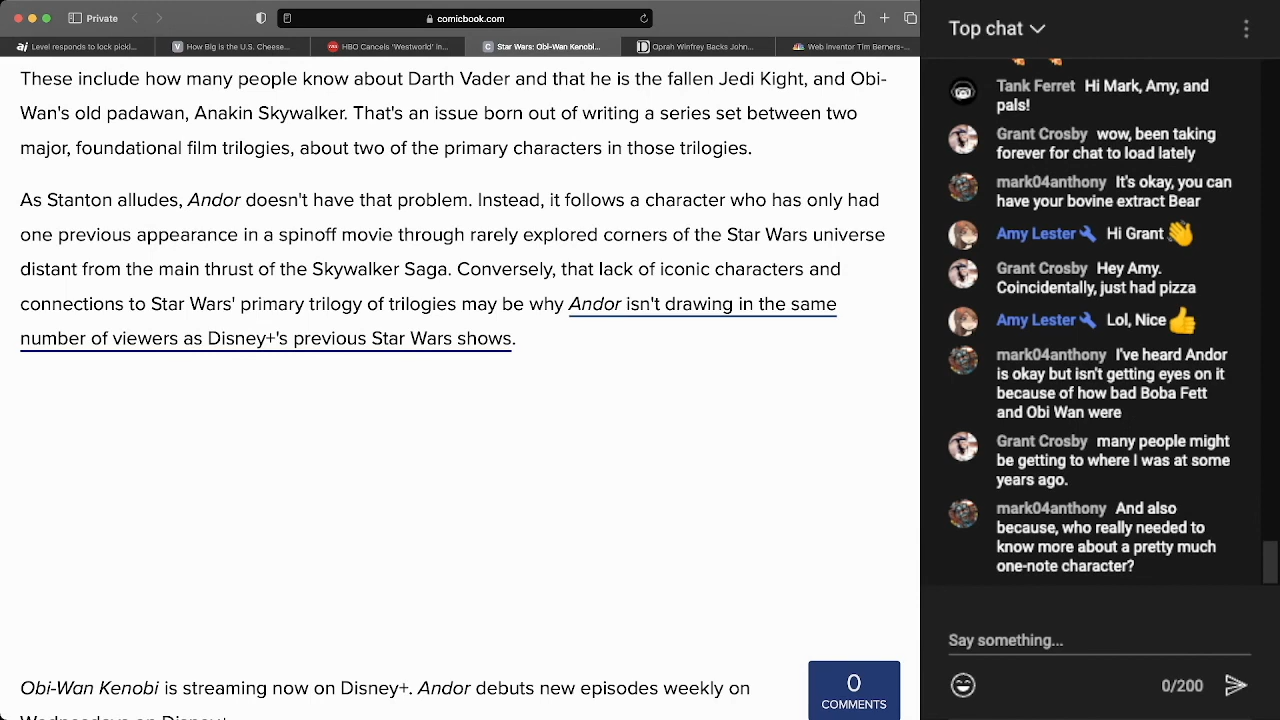 Private
comicbook.com
Level responds to lock pickl...
How Big is the U.S. Cheese...
HBO Cancels 'Westworld' in...
Star Wars: Obi-Wan Kenobi...
Oprah Winfrey Backs John...
Web inventor Tim Berners-...
These include how many people know about Darth Vader and that he is the fallen Jedi Kight, and Obi-
Wan's old padawan, Anakin Skywalker. That's an issue born out of writing a series set between two
major, foundational film trilogies, about two of the primary characters in those trilogies.
As Stanton alludes, Andor doesn't have that problem. Instead, it follows a character who has only had
one previous appearance in a spinoff movie through rarely explored corners of the Star Wars universe
distant from the main thrust of the Skywalker Saga. Conversely, that lack of iconic characters and
connections to Star Wars' primary trilogy of trilogies may be why Andor isn't drawing in the same
number of viewers as Disney+'s previous Star Wars shows.
Obi-Wan Kenobi is streaming now on Disney+. Andor debuts new episodes weekly on
Wednesdays on Disney+
0
COMMENTS
Top chat
Tank Ferret Hi Mark, Amy, and
pals!
Grant Crosby wow, been taking
forever for chat to load lately
mark04anthony It's okay, you can
have your bovine extract Bear
Amy Lester Hi Grant
Grant Crosby Hey Amy.
Coincidentally, just had pizza
Amy Lester Lol, Nice
mark04anthony I've heard Andor
is okay but isn't getting eyes on it
because of how bad Boba Fett
and Obi Wan were
Grant Crosby many people might
be getting to where I was at some
years ago.
mark04anthony And also
because, who really needed to
know more about a pretty much
one-note character?
Say something...
0/200